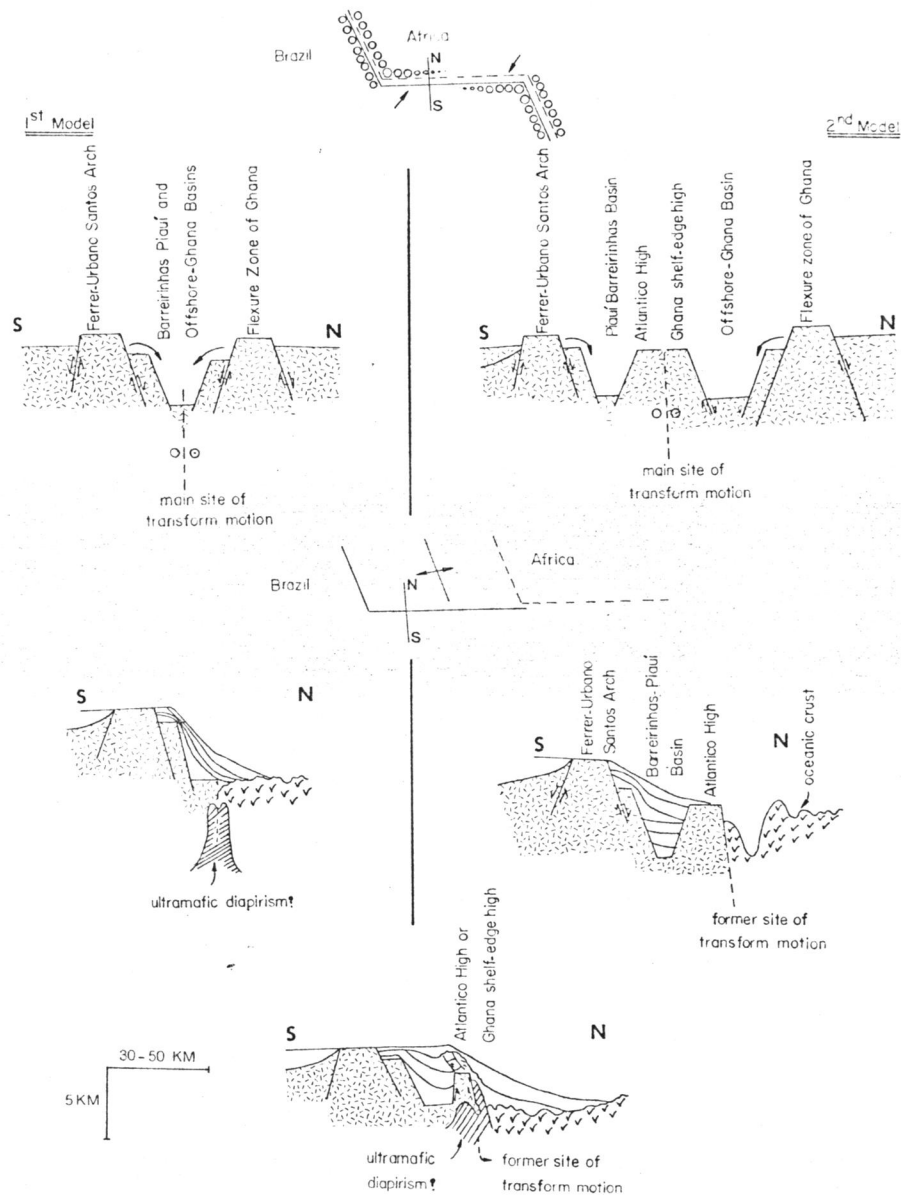 Brazil
Africa
N
S
1st Model
2nd Model
Ferrer-Urbano Santos Arch
Barreirinhas Piauí and
Offshore-Ghana Basins
Flexure Zone of Ghana
S
N
main site of
transform motion
Ferrer-Urbano Santos Arch
Piauí Barreirinhas Basin
Atlantico High
Ghana shelf-edge high
Offshore-Ghana Basin
Flexure zone of Ghana
S
N
main site of
transform motion
Brazil
Africa
N
S
S
N
ultramafic diapirism?
Ferrer-Urbano
Santos Arch
Barreirinhas-Piauí
Basin
Atlantico High
oceanic crust
S
N
former site of
transform motion
Atlantico High or
Ghana shelf-edge high
S
N
30-50 KM
5 KM
ultramafic
diapirism?
former site of
transform motion